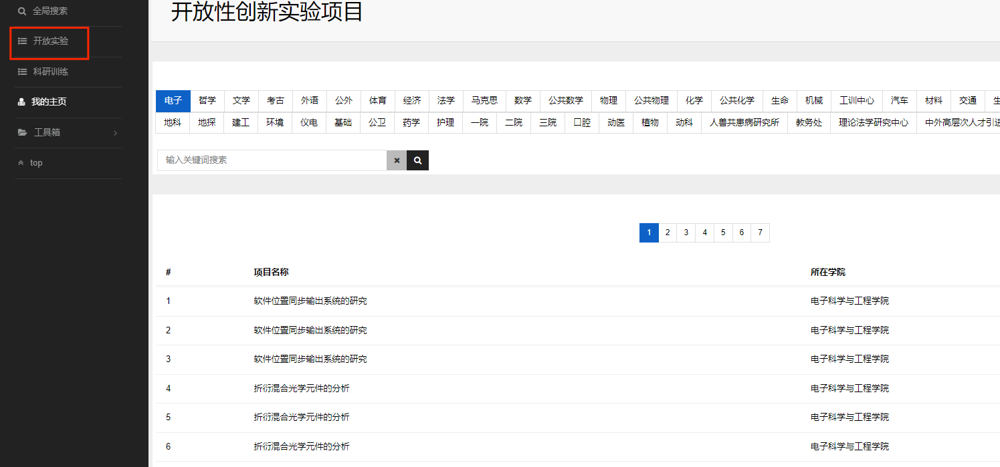 全局搜索
开放实验
科研训练
我的主页
工具箱
top
开放性创新实验项目
电子 哲学 文学 考古 外语 公外 体育 经济 法学 马克思 数学 公共数学 物理 公共物理 化学 公共化学 生命 机械 工训中心 汽车 材料 交通
地科 地探 建工 环境 仪电 基础 公卫 药学 护理 一院 二院 三院 口腔 动医 植物 动科 人兽共患病研究所 教务处 理论法学研究中心 中外高层次人才引进
输入关键词搜索
1 2 3 4 5 6 7
# 项目名称 所在学院
1 软件位置同步输出系统的研究 电子科学与工程学院
2 软件位置同步输出系统的研究 电子科学与工程学院
3 软件位置同步输出系统的研究 电子科学与工程学院
4 折衍混合光学元件的分析 电子科学与工程学院
5 折衍混合光学元件的分析 电子科学与工程学院
6 折衍混合光学元件的分析 电子科学与工程学院